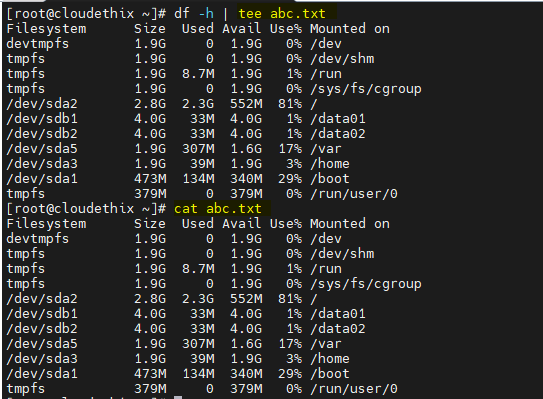 [root@cloudethix ~]# df -h | tee abc.txt
Filesystem      Size  Used Avail Use% Mounted on
devtmpfs        1.9G     0  1.9G   0% /dev
tmpfs           1.9G     0  1.9G   0% /dev/shm
tmpfs           1.9G  8.7M  1.9G   1% /run
tmpfs           1.9G     0  1.9G   0% /sys/fs/cgroup
/dev/sda2       2.8G  2.3G  552M  81% /
/dev/sdb1       4.0G   33M  4.0G   1% /data01
/dev/sdb2       4.0G   33M  4.0G   1% /data02
/dev/sda5       1.9G  307M  1.6G  17% /var
/dev/sda3       1.9G   39M  1.9G   3% /home
/dev/sda1       473M  134M  340M  29% /boot
tmpfs           379M     0  379M   0% /run/user/0
[root@cloudethix ~]# cat abc.txt
Filesystem      Size  Used Avail Use% Mounted on
devtmpfs        1.9G     0  1.9G   0% /dev
tmpfs           1.9G     0  1.9G   0% /dev/shm
tmpfs           1.9G  8.7M  1.9G   1% /run
tmpfs           1.9G     0  1.9G   0% /sys/fs/cgroup
/dev/sda2       2.8G  2.3G  552M  81% /
/dev/sdb1       4.0G   33M  4.0G   1% /data01
/dev/sdb2       4.0G   33M  4.0G   1% /data02
/dev/sda5       1.9G  307M  1.6G  17% /var
/dev/sda3       1.9G   39M  1.9G   3% /home
/dev/sda1       473M  134M  340M  29% /boot
tmpfs           379M     0  379M   0% /run/user/0